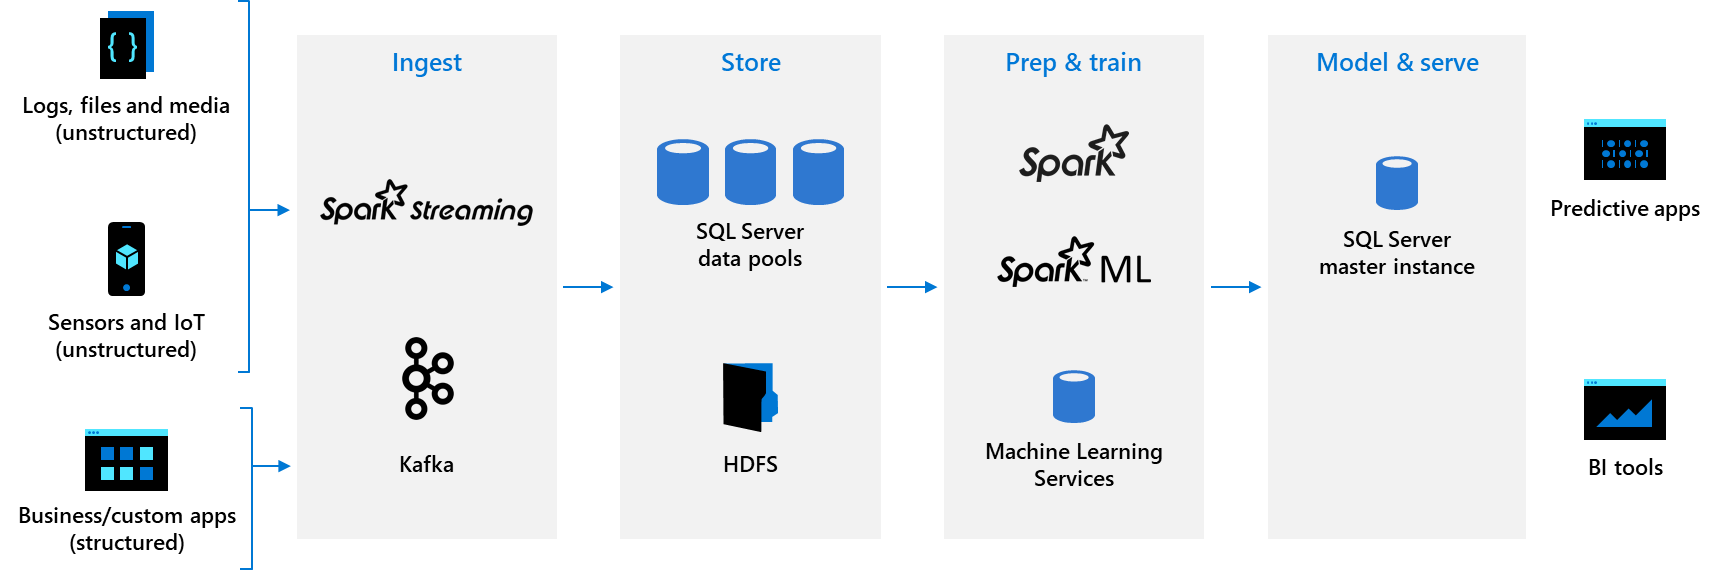 Logs, files and media
(unstructured)
Sensors and IoT
(unstructured)
Business/custom apps
(structured)
Ingest
Spark Streaming
Kafka
Store
SQL Server
data pools
HDFS
Prep & train
Spark
Spark™ ML
Machine Learning
Services
Model & serve
SQL Server
master instance
Predictive apps
BI tools